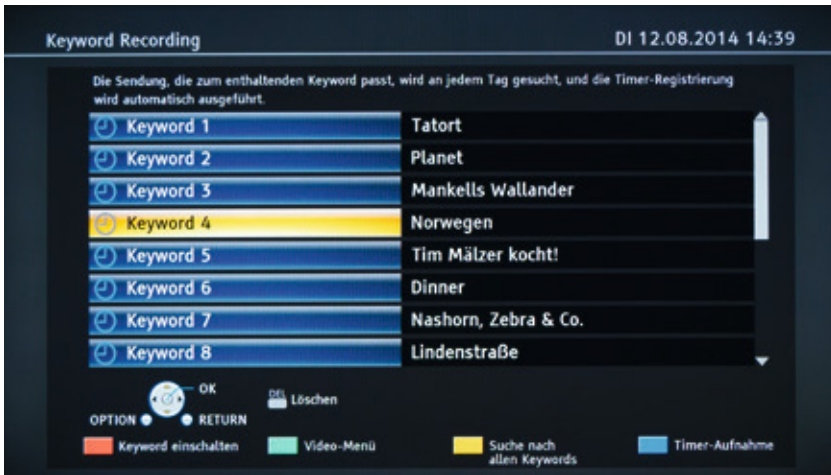 Keyword Recording DI 12.08.2014 14:39
Die Sendung, die zum enthaltenden Keyword passt, wird an jedem Tag gesucht, und die Timer-Registrierung
wird automatisch ausgeführt.
Keyword 1 Tatort
Keyword 2 Planet
Keyword 3 Mankells Wallander
Keyword 4 Norwegen
Keyword 5 Tim Mälzer kocht!
Keyword 6 Dinner
Keyword 7 Nashorn, Zebra & Co.
Keyword 8 Lindenstraße
OK
DEL Löschen
OPTION RETURN
Keyword einschalten Video-Menü Suche nach Timer-Aufnahme
allen Keywords